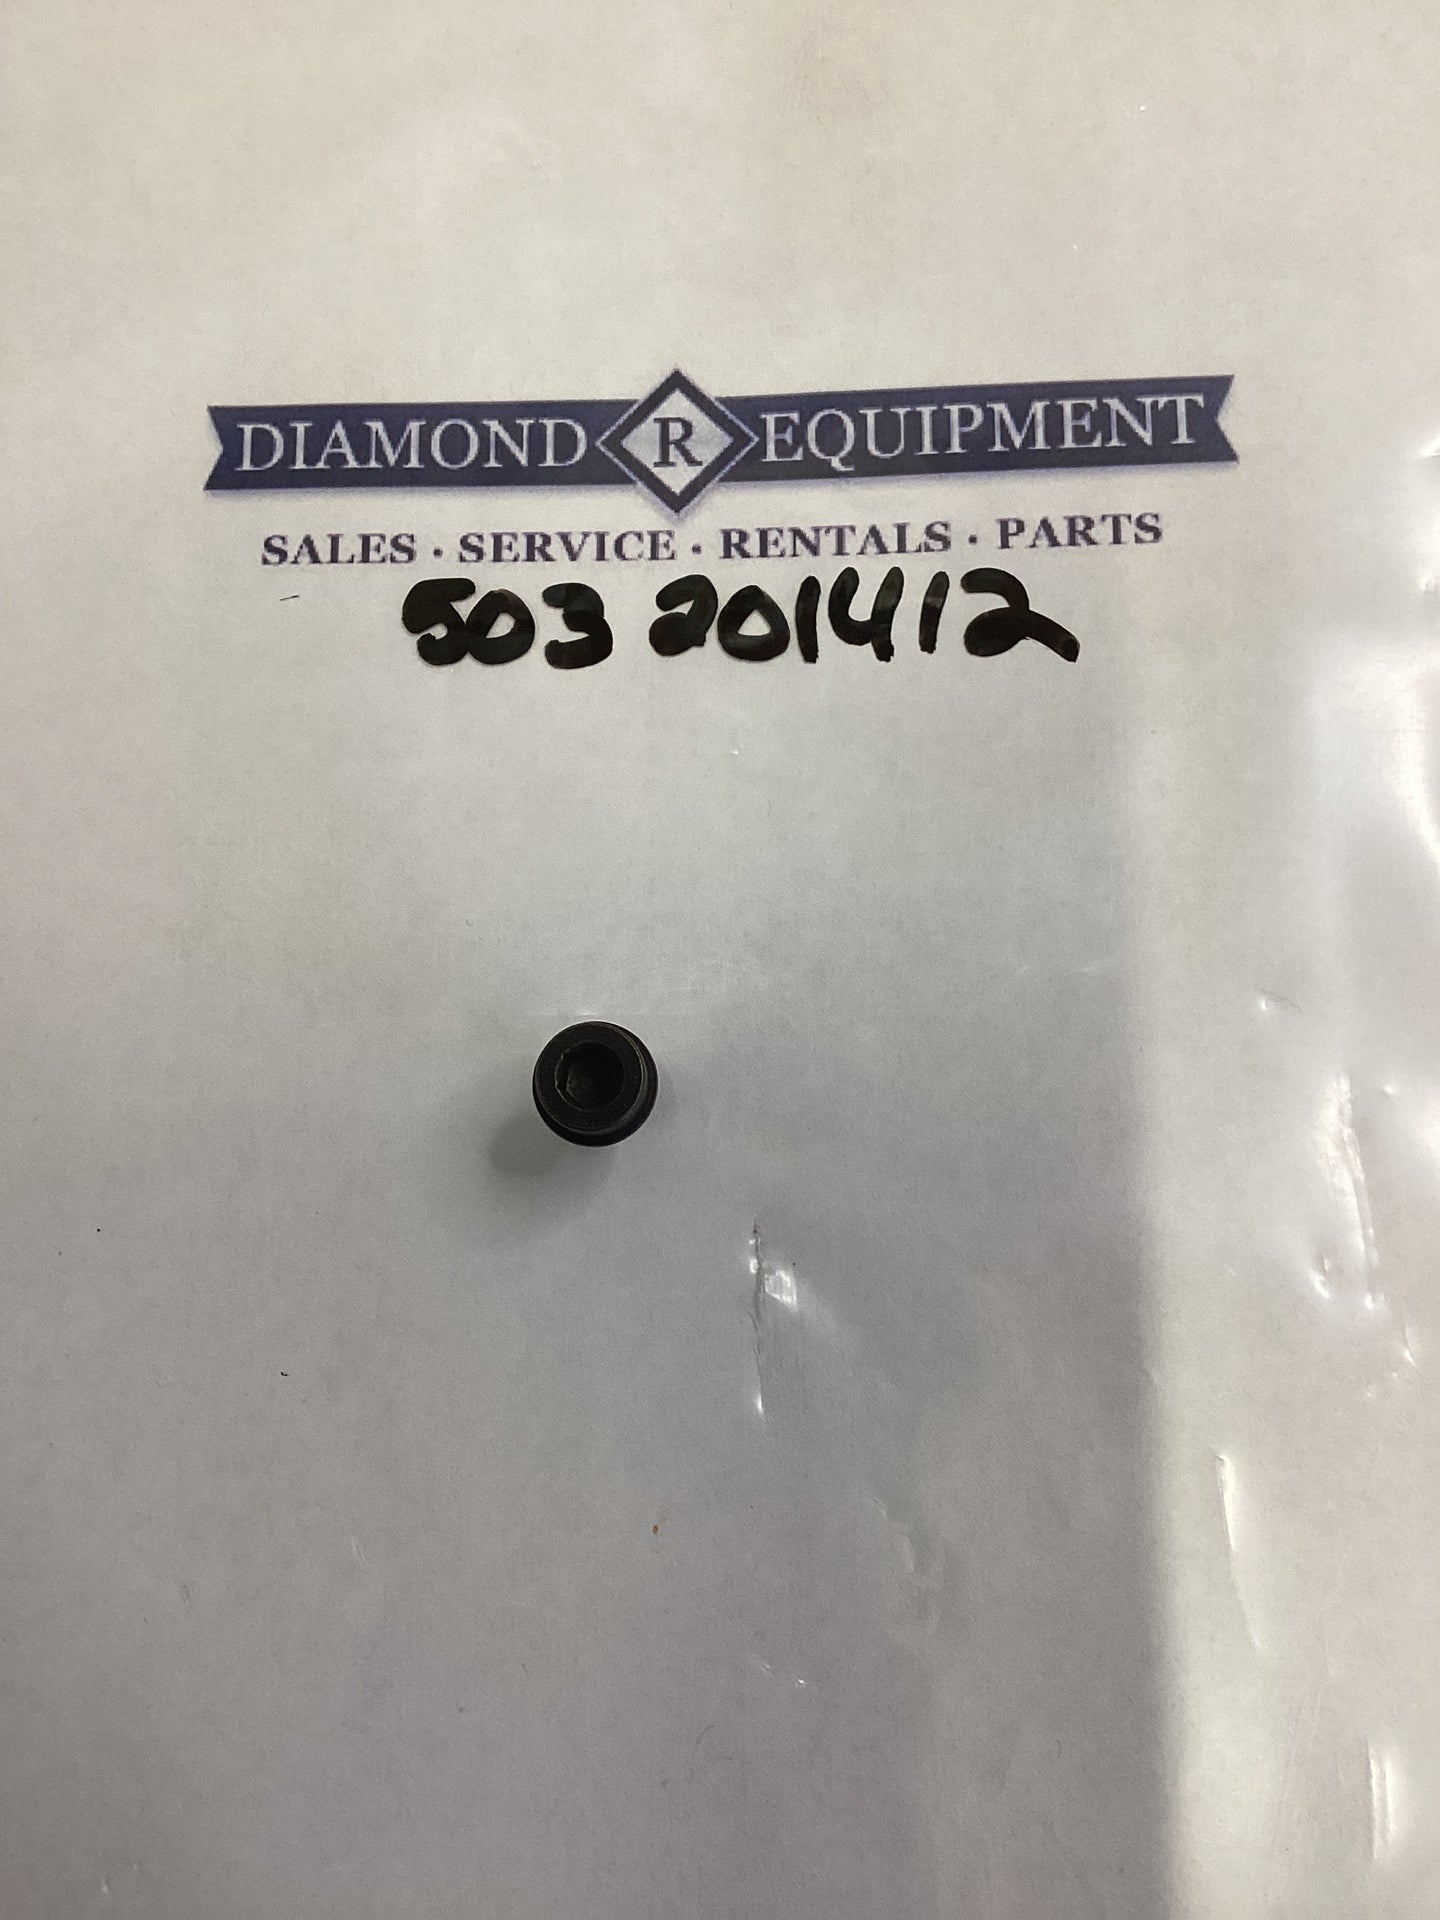 DIAMOND R EQUIPMENT
SALES · SERVICE · RENTALS · PARTS
503 201412